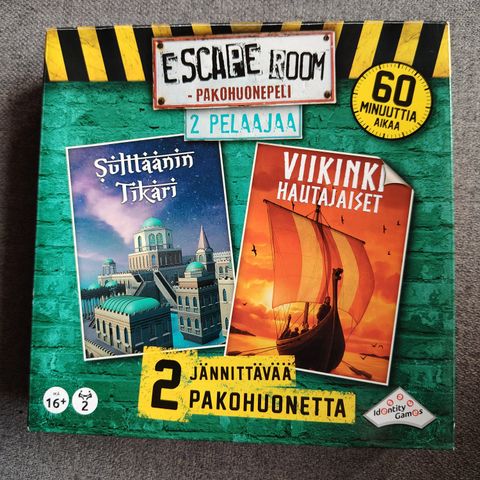 ESCAPE ROOM
- PAKOHUONEPELI
2 PELAAJAA
60
MINUUTTIA
AIKAA
Sulttaanin
Tikari
VIIKINKI
HAUTAJAISET
2 JÄNNITTÄVÄÄ
PAKOHUONETTA
16+
2
Identity
Games